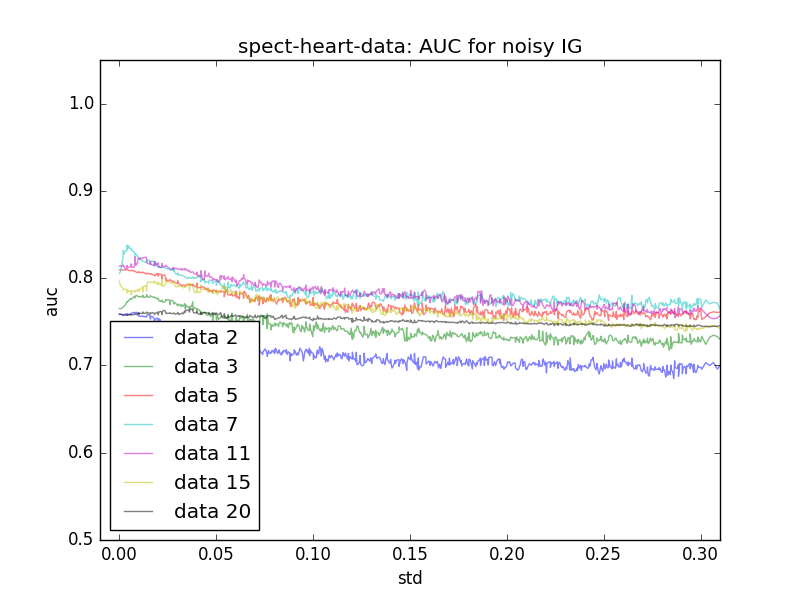 spect-heart-data: AUC for noisy IG
1.0
0.9
0.8
0.7
0.6
0.5
auc
data 2
data 3
data 5
data 7
data 11
data 15
data 20
0.00 0.05 0.10 0.15 0.20 0.25 0.30
std